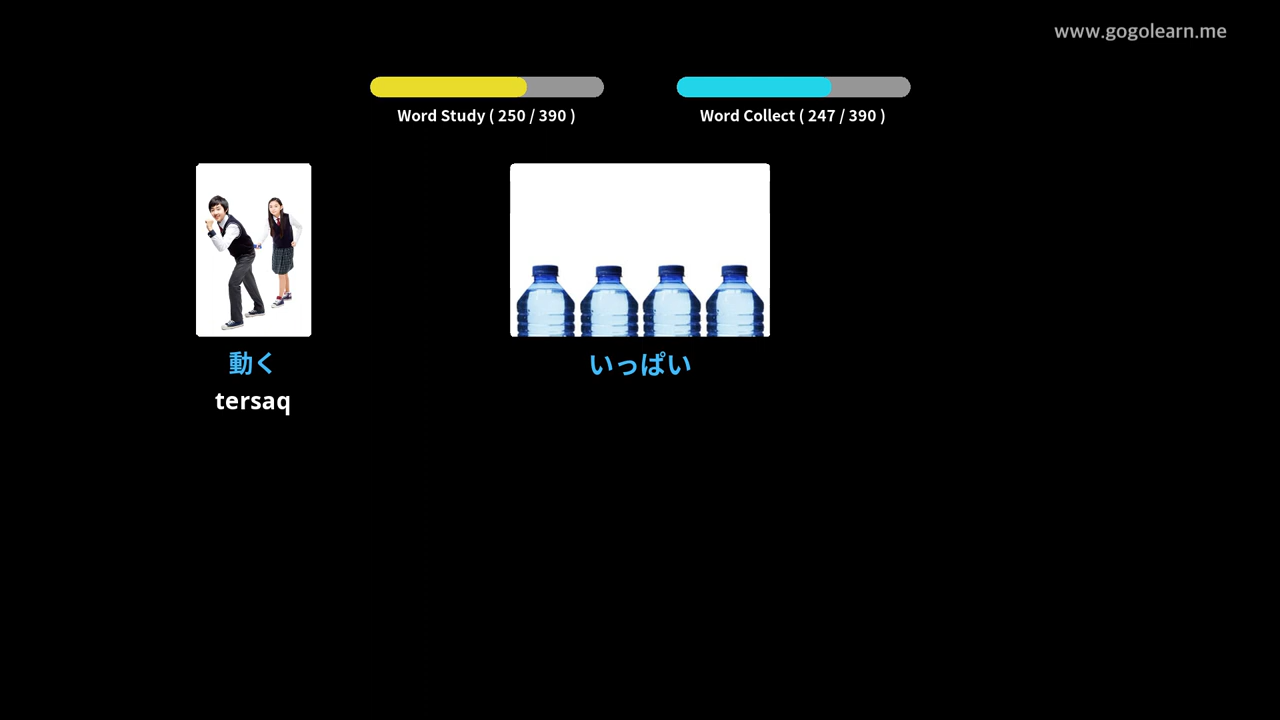 www.gogolearn.me
Word Study ( 250 / 390 )
Word Collect ( 247 / 390 )
動く
いっぱい
tersaq